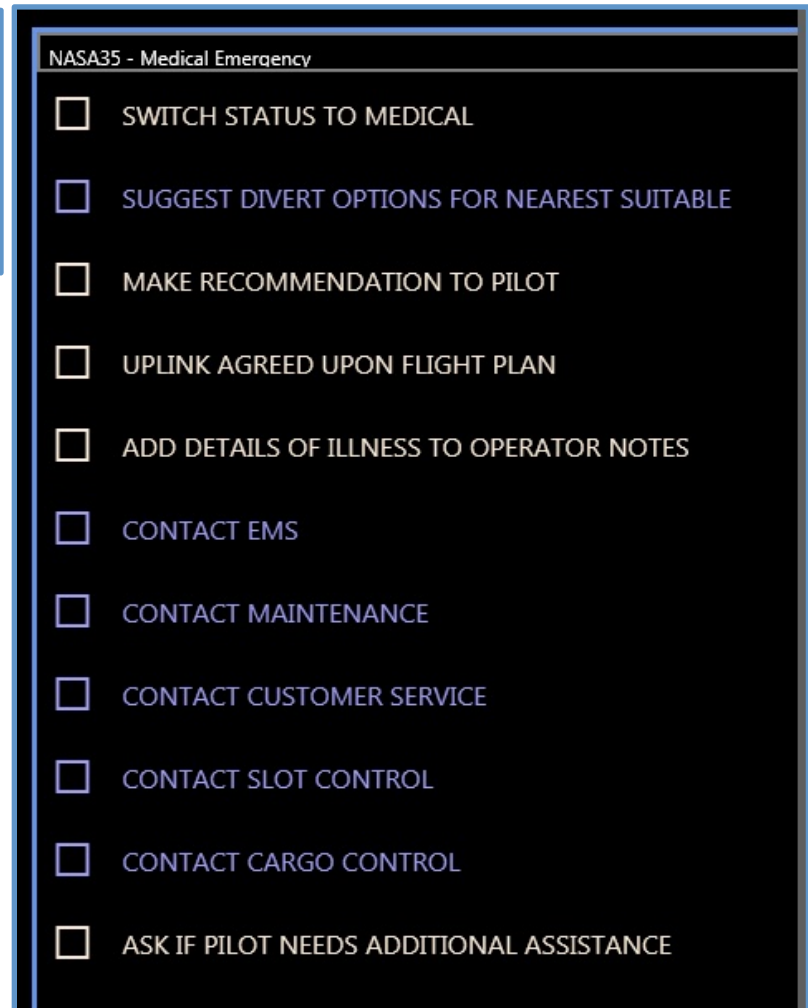 NASA35 - Medical Emergency
SWITCH STATUS TO MEDICAL
SUGGEST DIVERT OPTIONS FOR NEAREST SUITABLE
MAKE RECOMMENDATION TO PILOT
UPLINK AGREED UPON FLIGHT PLAN
ADD DETAILS OF ILLNESS TO OPERATOR NOTES
CONTACT EMS
CONTACT MAINTENANCE
CONTACT CUSTOMER SERVICE
CONTACT SLOT CONTROL
CONTACT CARGO CONTROL
ASK IF PILOT NEEDS ADDITIONAL ASSISTANCE